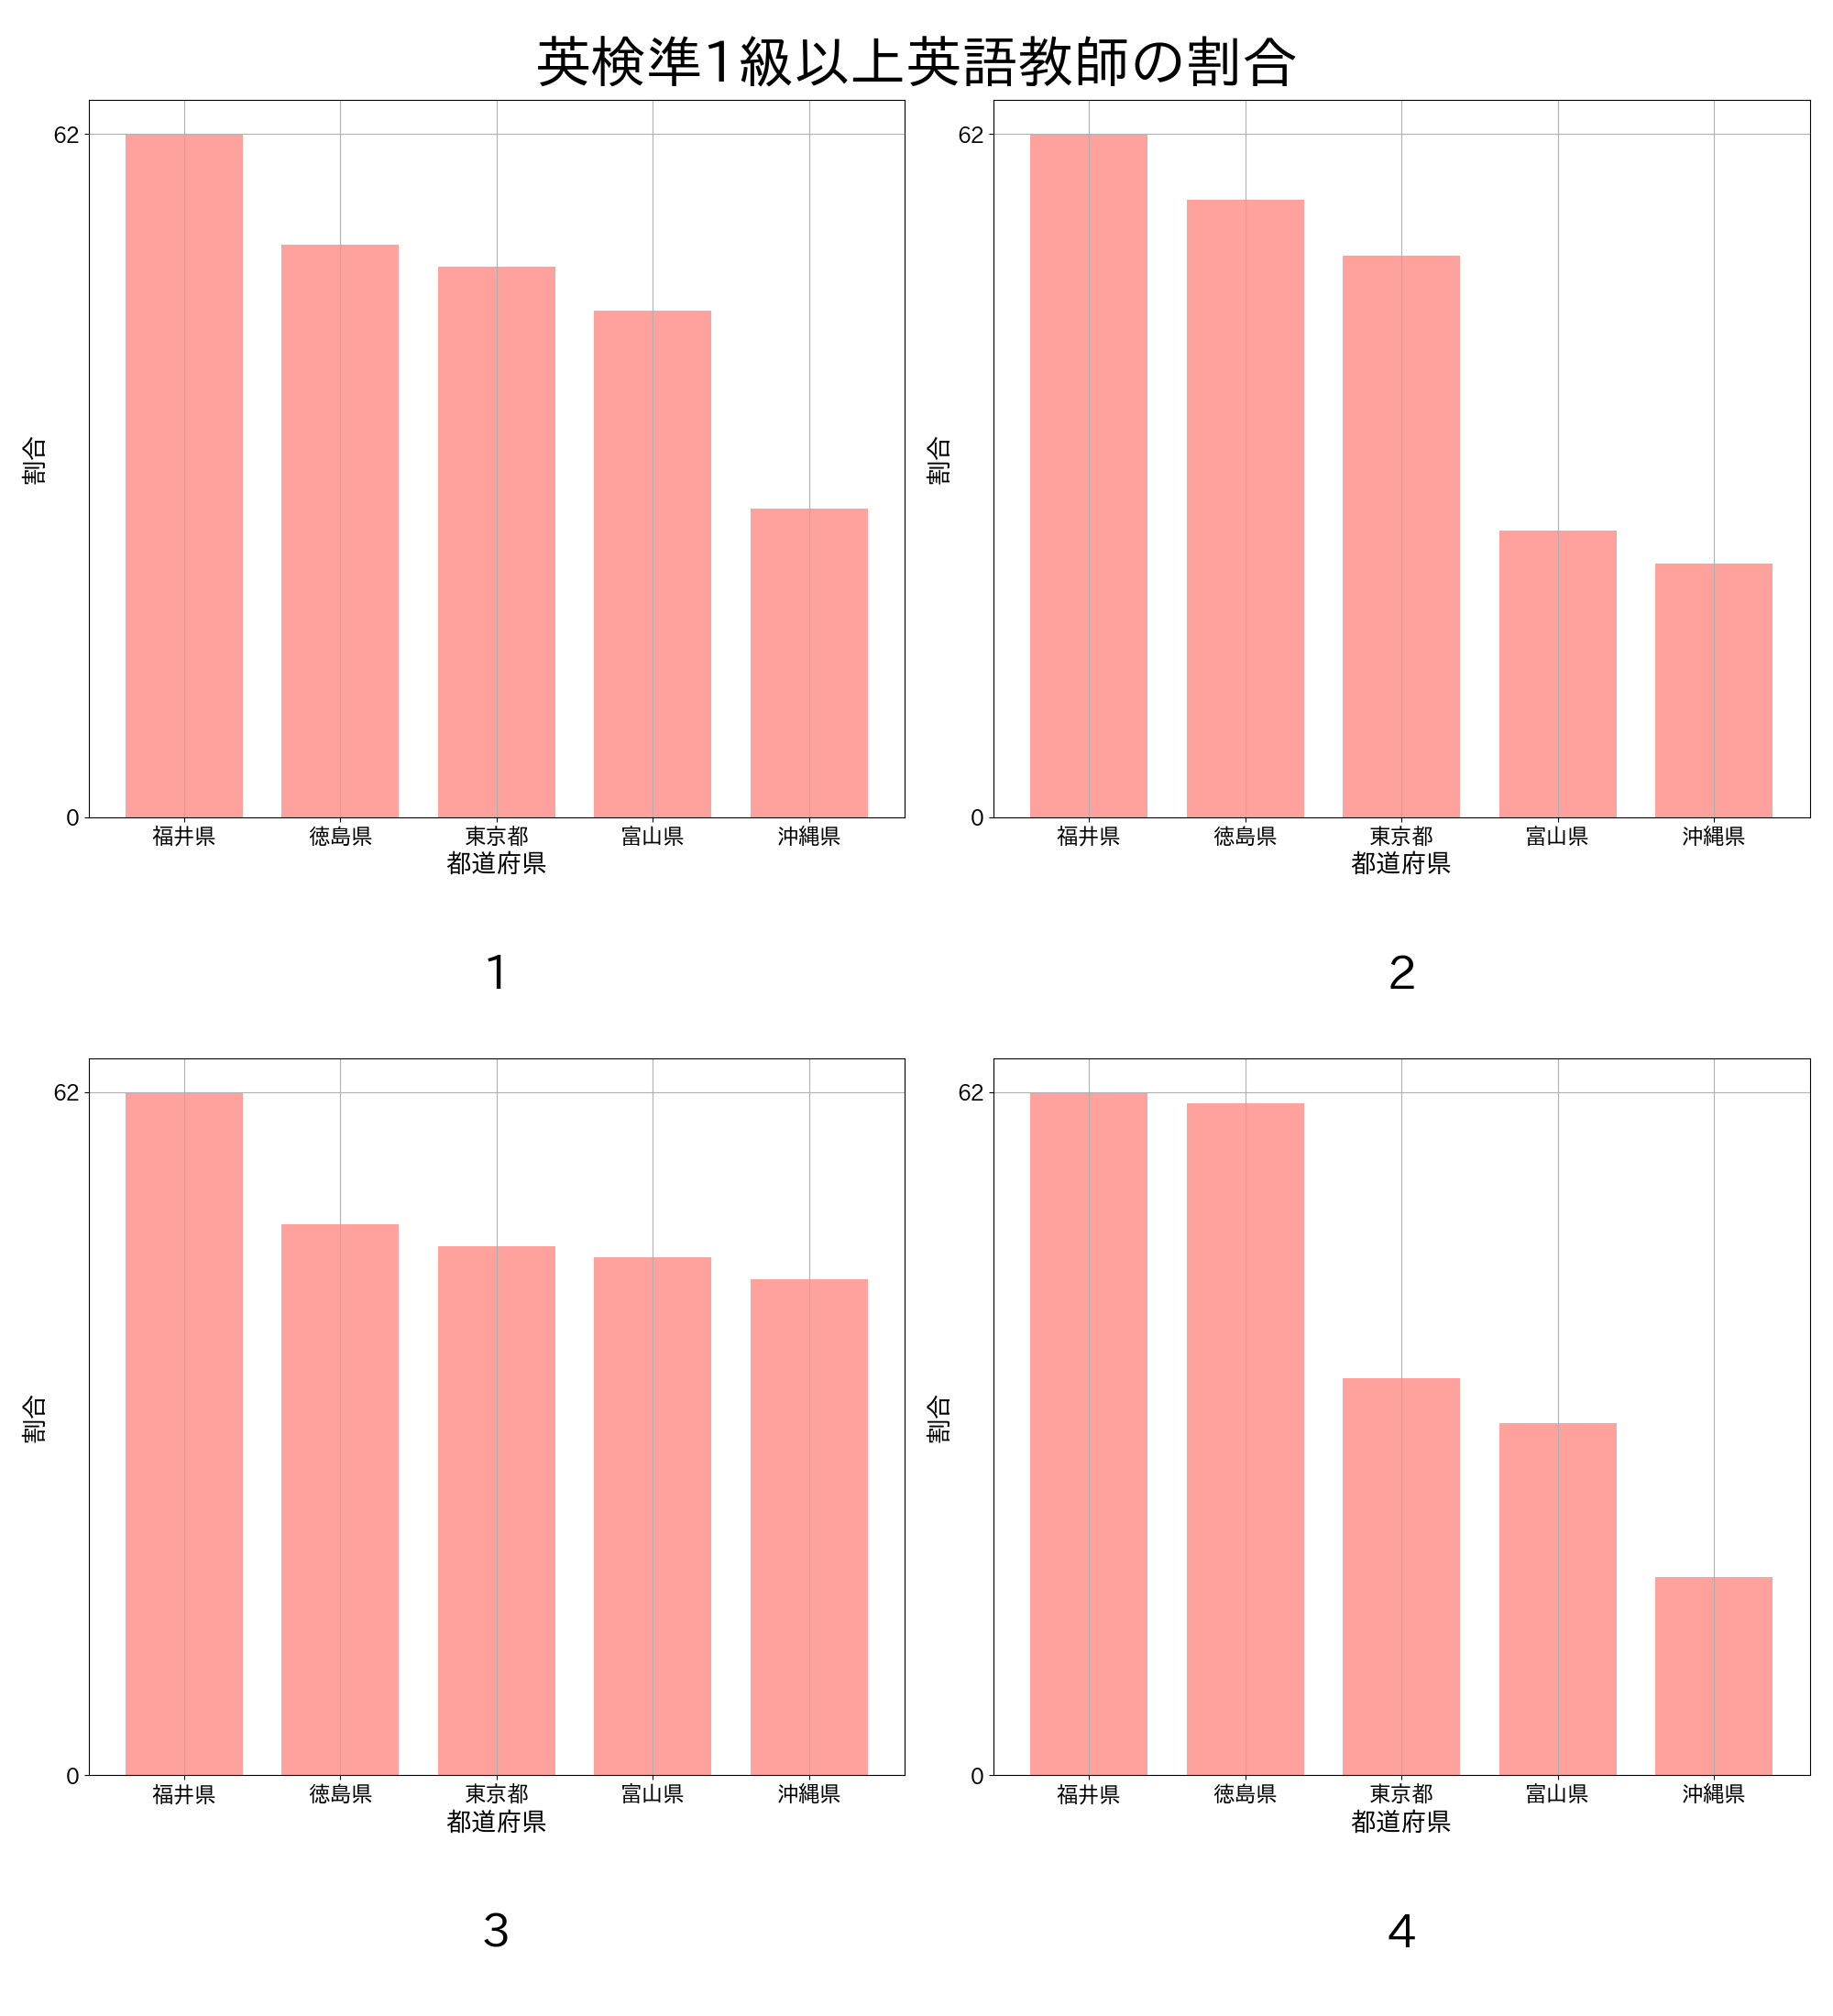 英検準1級以上英語教師の割合
62
0
割合
福井県 徳島県 東京都 富山県 沖縄県
都道府県
1
62
0
割合
福井県 徳島県 東京都 富山県 沖縄県
都道府県
2
62
0
割合
福井県 徳島県 東京都 富山県 沖縄県
都道府県
3
62
0
割合
福井県 徳島県 東京都 富山県 沖縄県
都道府県
4